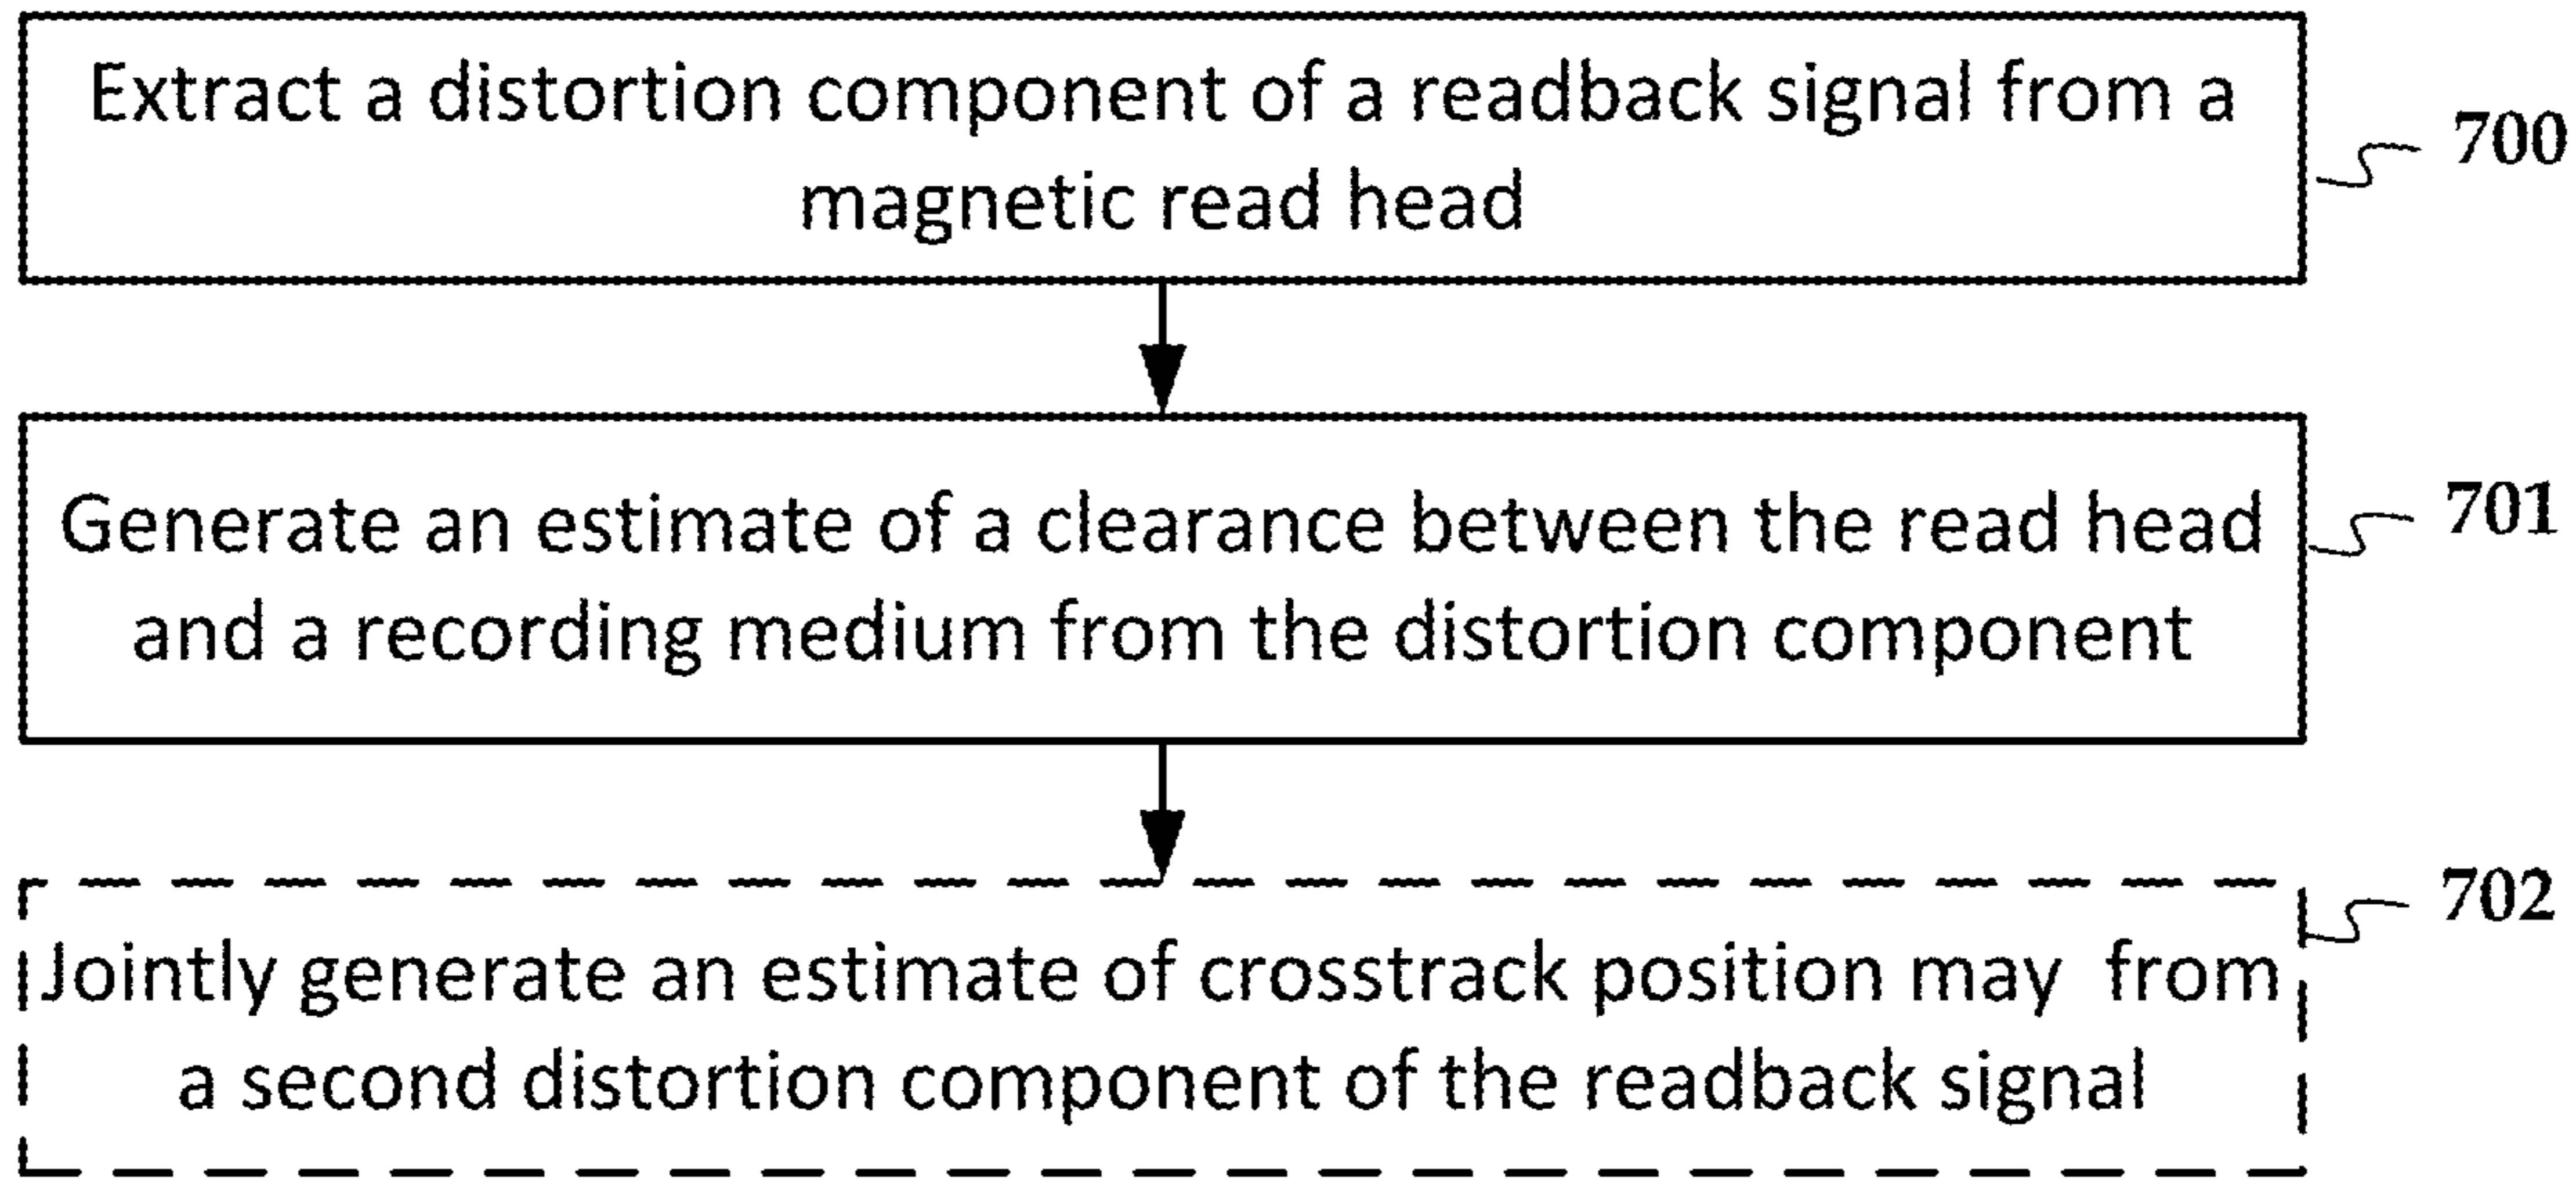 Extract a distortion component of a readback signal from a
magnetic read head
700
Generate an estimate of a clearance between the read head
and a recording medium from the distortion component
701
Jointly generate an estimate of crosstrack position may from
a second distortion component of the readback signal
702